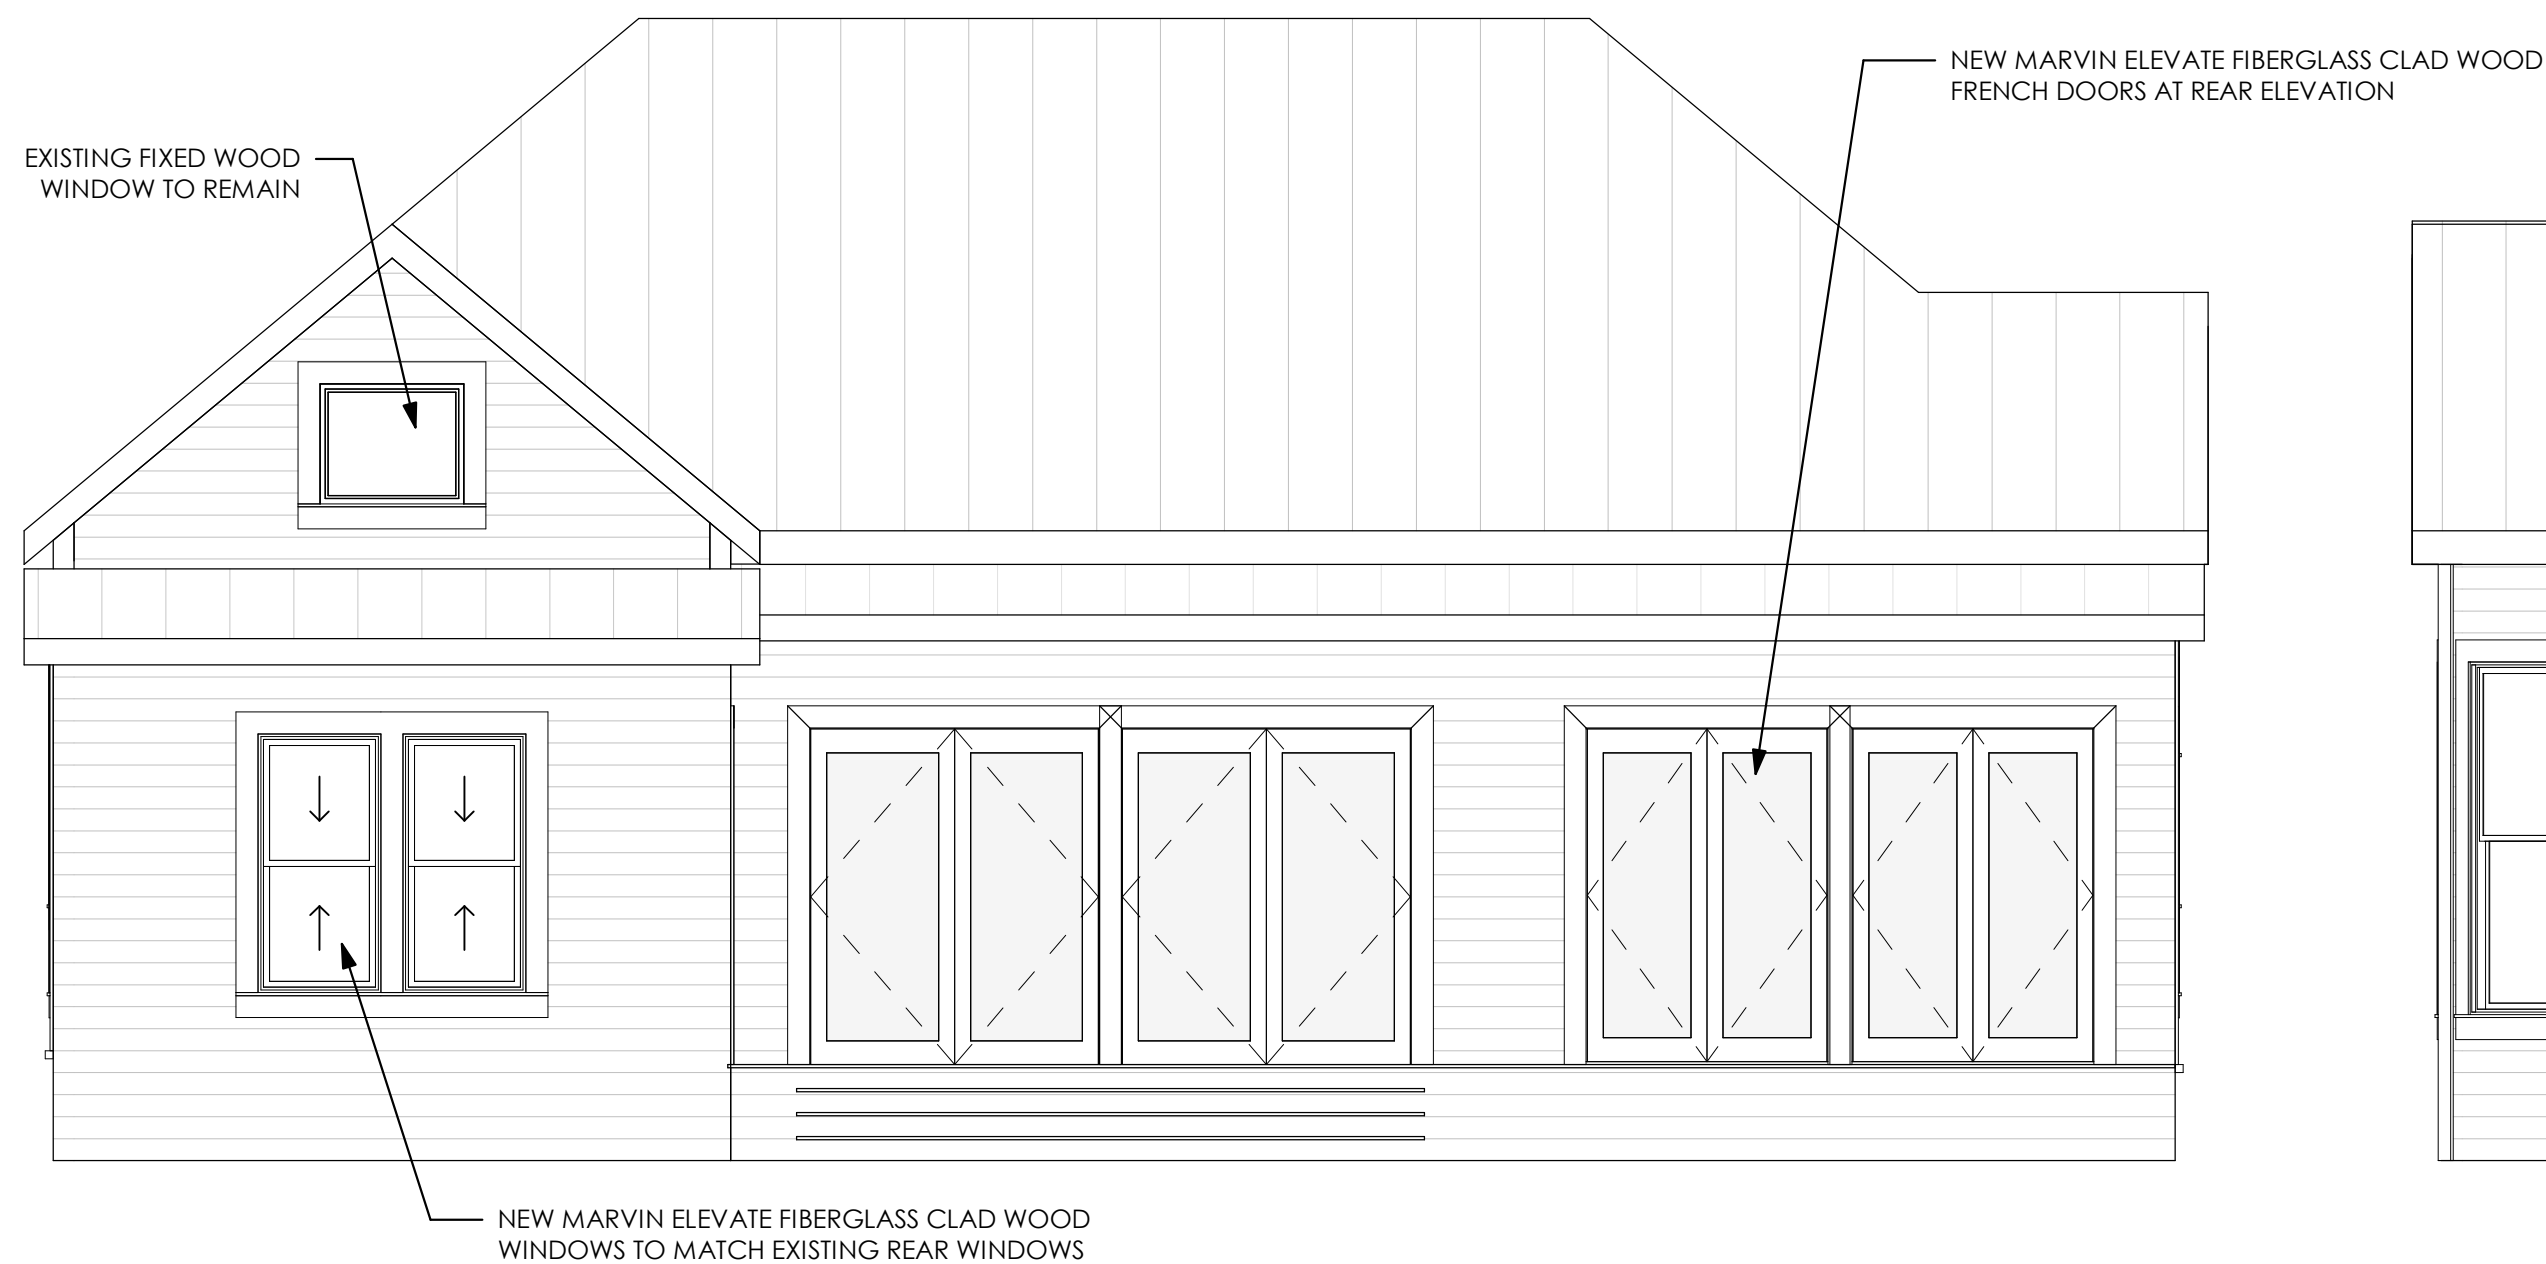 NEW MARVIN ELEVATE FIBERGLASS CLAD WOOD
FRENCH DOORS AT REAR ELEVATION
EXISTING FIXED WOOD
WINDOW TO REMAIN
NEW MARVIN ELEVATE FIBERGLASS CLAD WOOD
WINDOWS TO MATCH EXISTING REAR WINDOWS